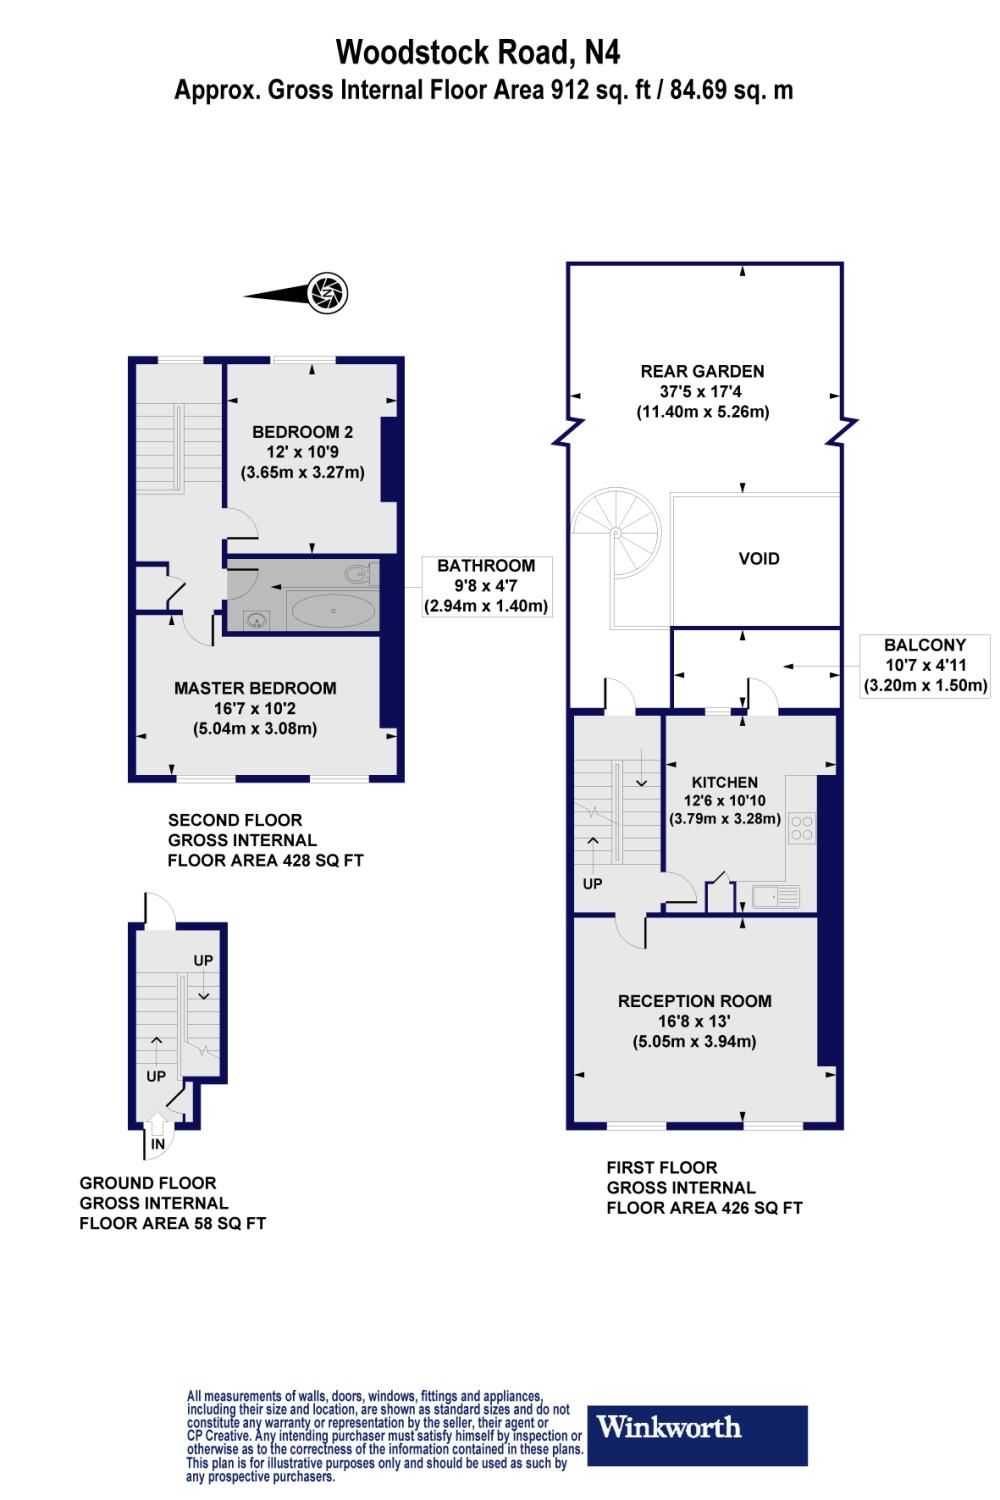 Woodstock Road, N4
Approx. Gross Internal Floor Area 912 sq. ft / 84.69 sq. m
N
BEDROOM 2
12' x 10'9
(3.65m x 3.27m)
BATHROOM
9'8 x 4'7
(2.94m x 1.40m)
MASTER BEDROOM
16'7 x 10'2
(5.04m x 3.08m)
SECOND FLOOR
GROSS INTERNAL
FLOOR AREA 428 SQ FT
UP
UP
IN
GROUND FLOOR
GROSS INTERNAL
FLOOR AREA 58 SQ FT
REAR GARDEN
37'5 x 17'4
(11.40m x 5.26m)
VOID
BALCONY
10'7 x 4'11
(3.20m x 1.50m)
KITCHEN
12'6 x 10'10
(3.79m x 3.28m)
UP
RECEPTION ROOM
16'8 x 13'
(5.05m x 3.94m)
FIRST FLOOR
GROSS INTERNAL
FLOOR AREA 426 SQ FT
All measurements of walls, doors, windows, fittings and appliances,
including their size and location, are shown as standard sizes and do not
constitute any warranty or representation by the seller, their agent or
CP Creative. Any intending purchaser must satisfy himself by inspection or
otherwise as to the correctness of the information contained in these plans.
This plan is for illustrative purposes only and should be used as such by
any prospective purchasers.
Winkworth